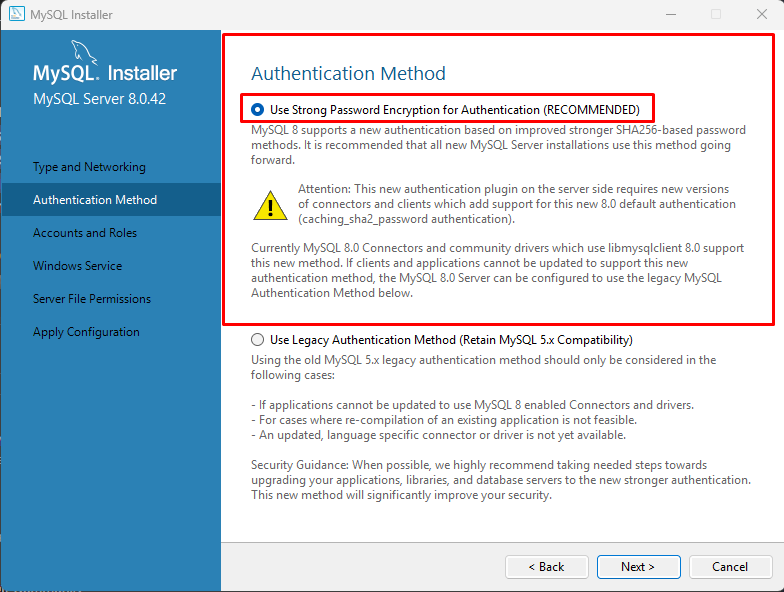 MySQL Installer
MySQL. Installer
MySQL Server 8.0.42
Type and Networking
Authentication Method
Accounts and Roles
Windows Service
Server File Permissions
Apply Configuration
Authentication Method
Use Strong Password Encryption for Authentication (RECOMMENDED)
MySQL 8 supports a new authentication based on improved stronger SHA256-based password
methods. It is recommended that all new MySQL Server installations use this method going
forward.
Attention: This new authentication plugin on the server side requires new versions
of connectors and clients which add support for this new 8.0 default authentication
(caching_sha2_password authentication).
Currently MySQL 8.0 Connectors and community drivers which use libmysqlclient 8.0 support
this new method. If clients and applications cannot be updated to support this new
authentication method, the MySQL 8.0 Server can be configured to use the legacy MySQL
Authentication Method below.
Use Legacy Authentication Method (Retain MySQL 5.x Compatibility)
Using the old MySQL 5.x legacy authentication method should only be considered in the
following cases:
- If applications cannot be updated to use MySQL 8 enabled Connectors and drivers.
- For cases where re-compilation of an existing application is not feasible.
- An updated, language specific connector or driver is not yet available.
Security Guidance: When possible, we highly recommend taking needed steps towards
upgrading your applications, libraries, and database servers to the new stronger authentication.
This new method will significantly improve your security.
< Back
Next >
Cancel